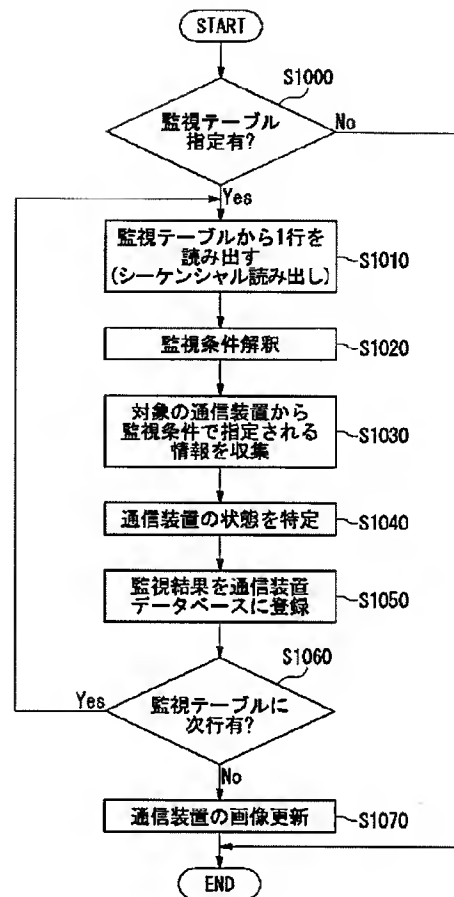 START
S1000
監視テーブル
指定有?
No
Yes
監視テーブルから1行を
読み出す
(シーケンシャル読み出し)
S1010
監視条件解釈
S1020
対象の通信装置から
監視条件で指定される
情報を収集
S1030
通信装置の状態を特定
S1040
監視結果を通信装置
データベースに登録
S1050
S1060
Yes
監視テーブルに
次行有?
No
通信装置の画像更新
S1070
END